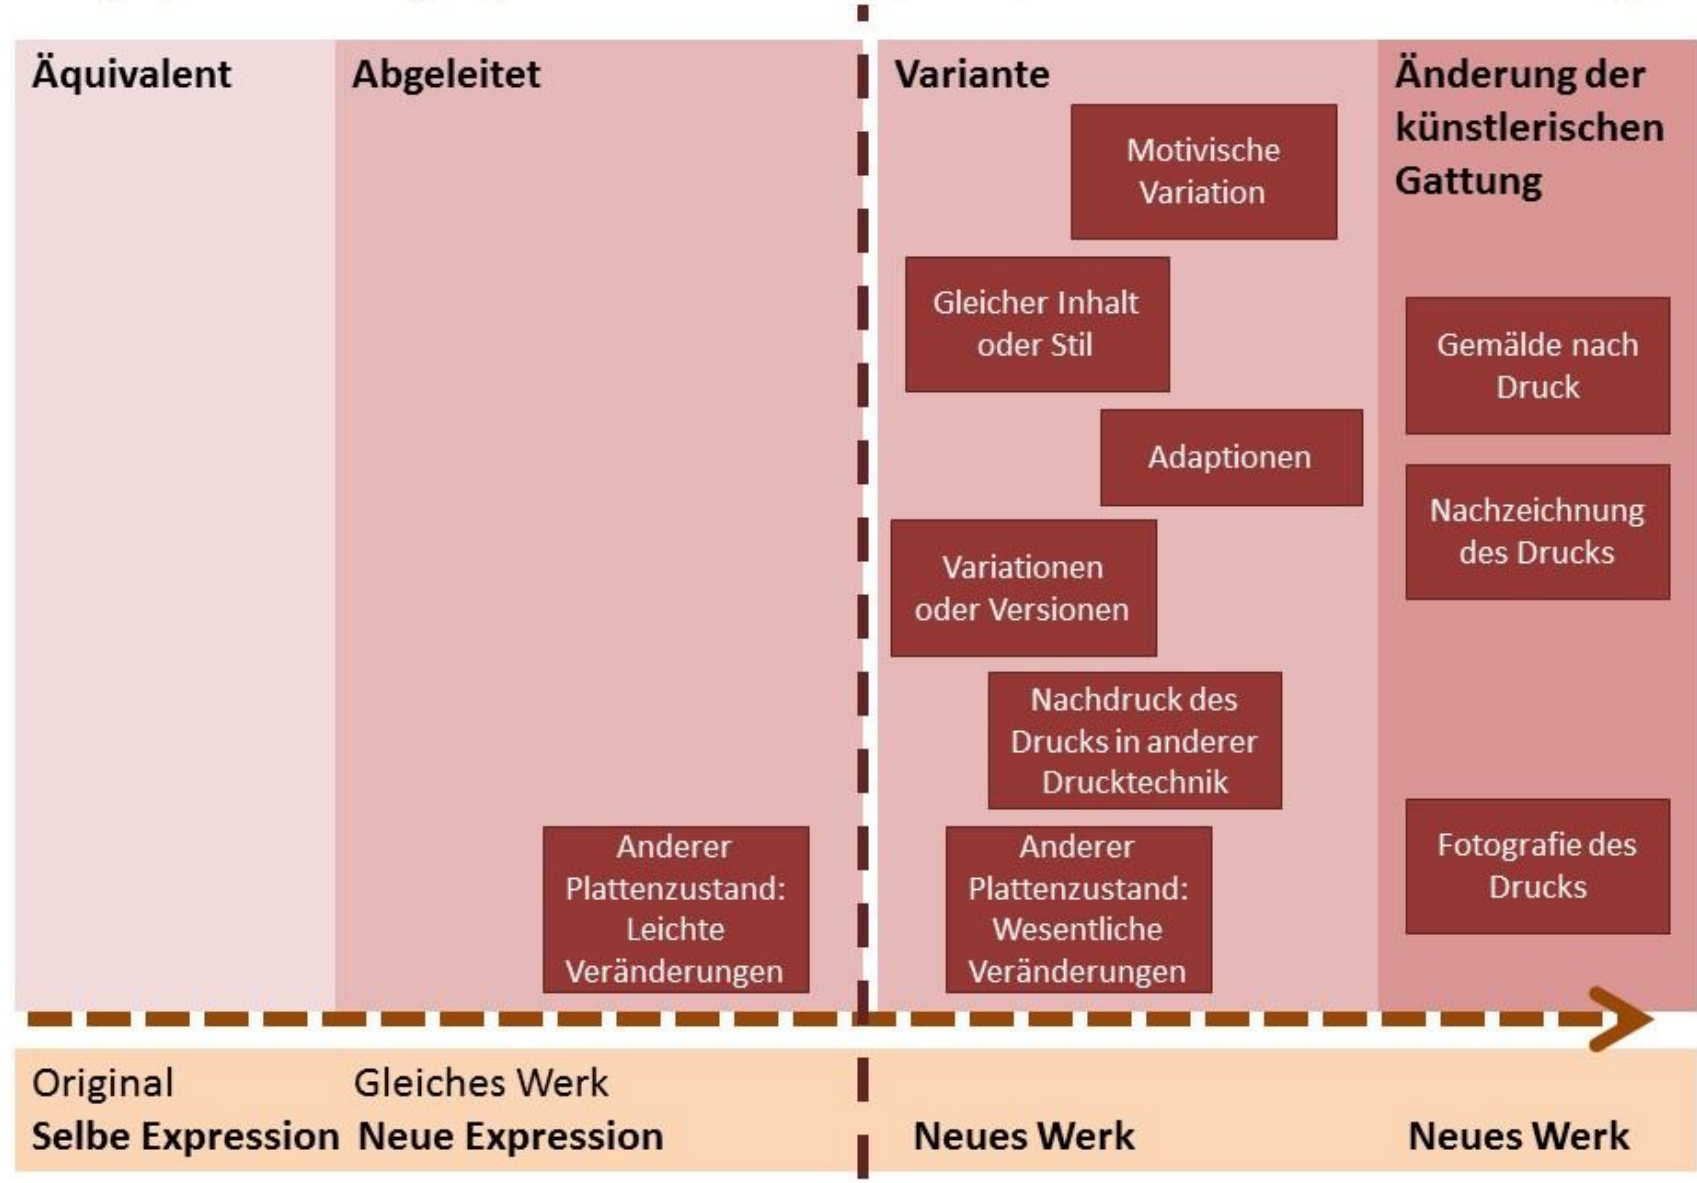 Äquivalent
Abgeleitet
Variante
Änderung der
künstlerischen
Gattung
Motivische
Variation
Gleicher Inhalt
oder Stil
Adaptionen
Variationen
oder Versionen
Nachdruck des
Drucks in anderer
Drucktechnik
Anderer
Plattenzustand:
Leichte
Veränderungen
Anderer
Plattenzustand:
Wesentliche
Veränderungen
Gemälde nach
Druck
Nachzeichnung
des Drucks
Fotografie des
Drucks
Original
Selbe Expression
Gleiches Werk
Neue Expression
Neues Werk
Neues Werk